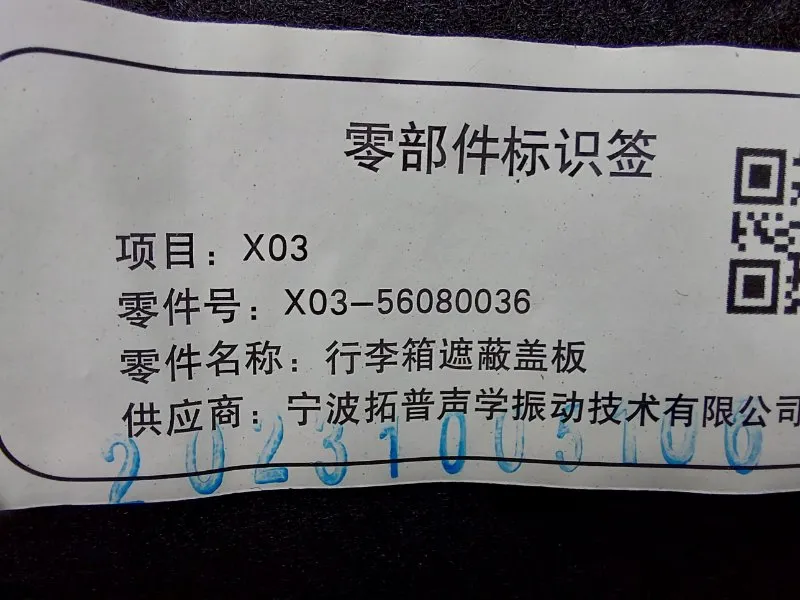 零部件标识签
项目：X03
零件号：X03-56080036
零件名称：行李箱遮蔽盖板
供应商：宁波拓普声学振动技术有限公司
20231005106